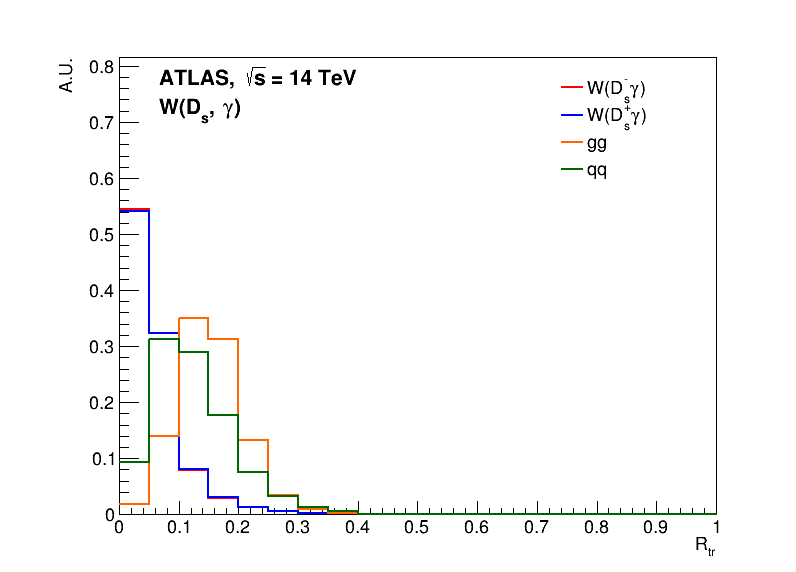 A.U.
ATLAS, √s = 14 TeV
W(D_s, γ)
W(D_s^-γ)
W(D_s^+γ)
gg
qq
0.8
0.7
0.6
0.5
0.4
0.3
0.2
0.1
0
0 0.1 0.2 0.3 0.4 0.5 0.6 0.7 0.8 0.9 1
R_tr